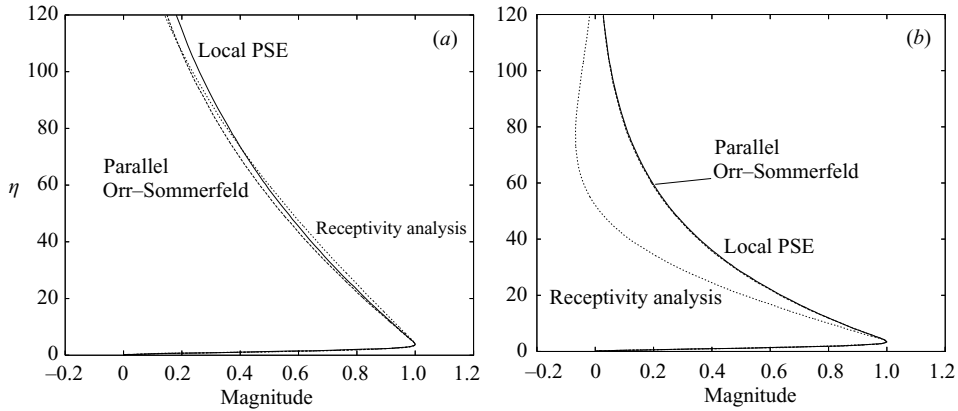 120
100
80
60
40
20
0
η
(a)
Local PSE
Parallel
Orr–Sommerfeld
Receptivity analysis
–0.2 0 0.2 0.4 0.6 0.8 1.0
Magnitude
120
100
80
60
40
20
0
(b)
Parallel
Orr–Sommerfeld
Local PSE
Receptivity analysis
–0.2 0 0.2 0.4 0.6 0.8 1.0 1.2
Magnitude